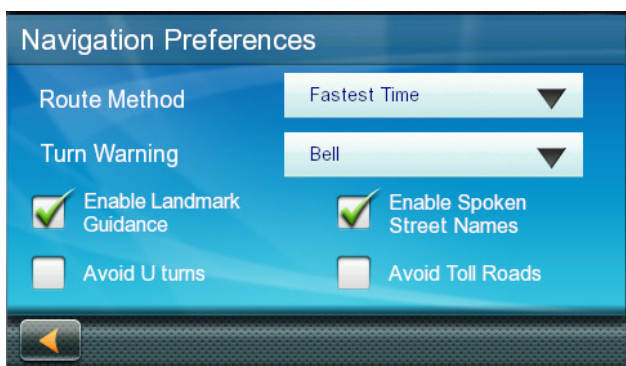 Navigation Preferences
Route Method
Fastest Time
Turn Warning
Bell
Enable Landmark
Guidance
Enable Spoken
Street Names
Avoid U turns
Avoid Toll Roads